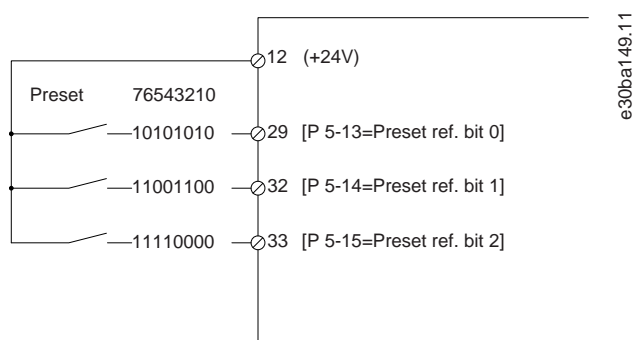 12 (+24V)
Preset 76543210
10101010 29 [P 5-13=Preset ref. bit 0]
11001100 32 [P 5-14=Preset ref. bit 1]
11110000 33 [P 5-15=Preset ref. bit 2]
e30ba149.11